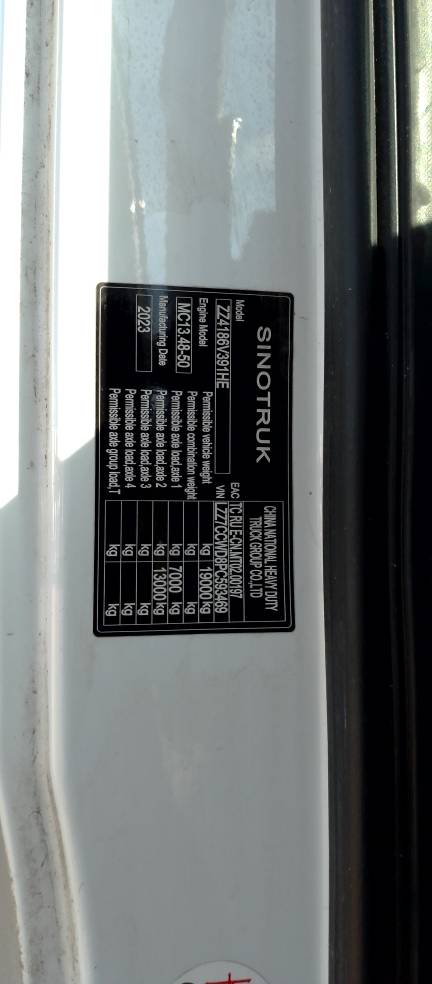 SINOTRUK
CHINA NATIONAL HEAVY DUTY
TRUCK GROUP CO.,LTD
Model
EAC TC RU E-CN.MT02.00197
ZZ4186V391HE
VIN LZZ7CCWD8PC593469
Engine Model
Permissible vehicle weight 19000 kg
MC13.48-50
Permissible combination weight kg
Manufacturing Date
Permissible axle load,axle 1 7000 kg
2023
Permissible axle load,axle 2 13000 kg
Permissible axle load,axle 3 kg
Permissible axle load,axle 4 kg
Permissible axle group load,T kg